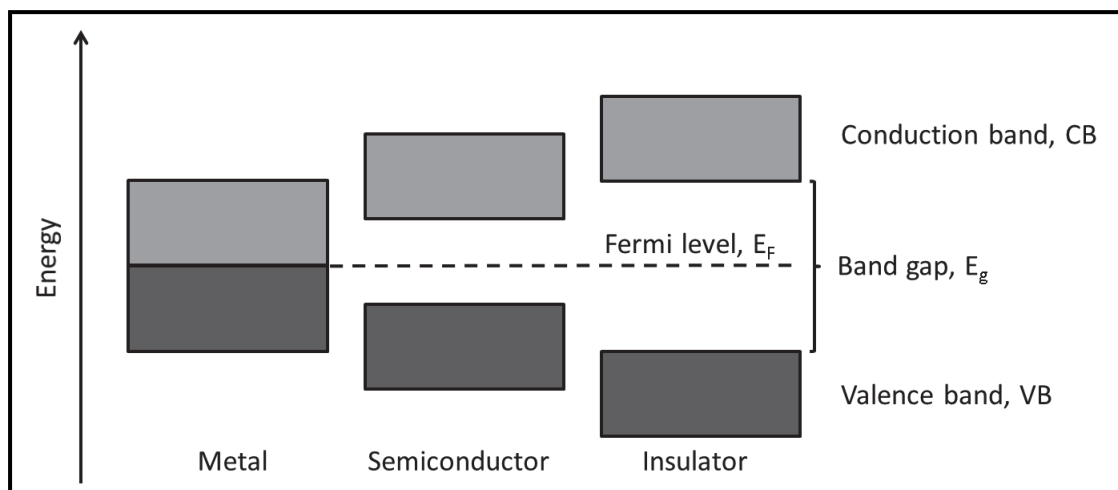 Energy
Conduction band, CB
Fermi level, E_F
Band gap, E_g
Valence band, VB
Metal
Semiconductor
Insulator